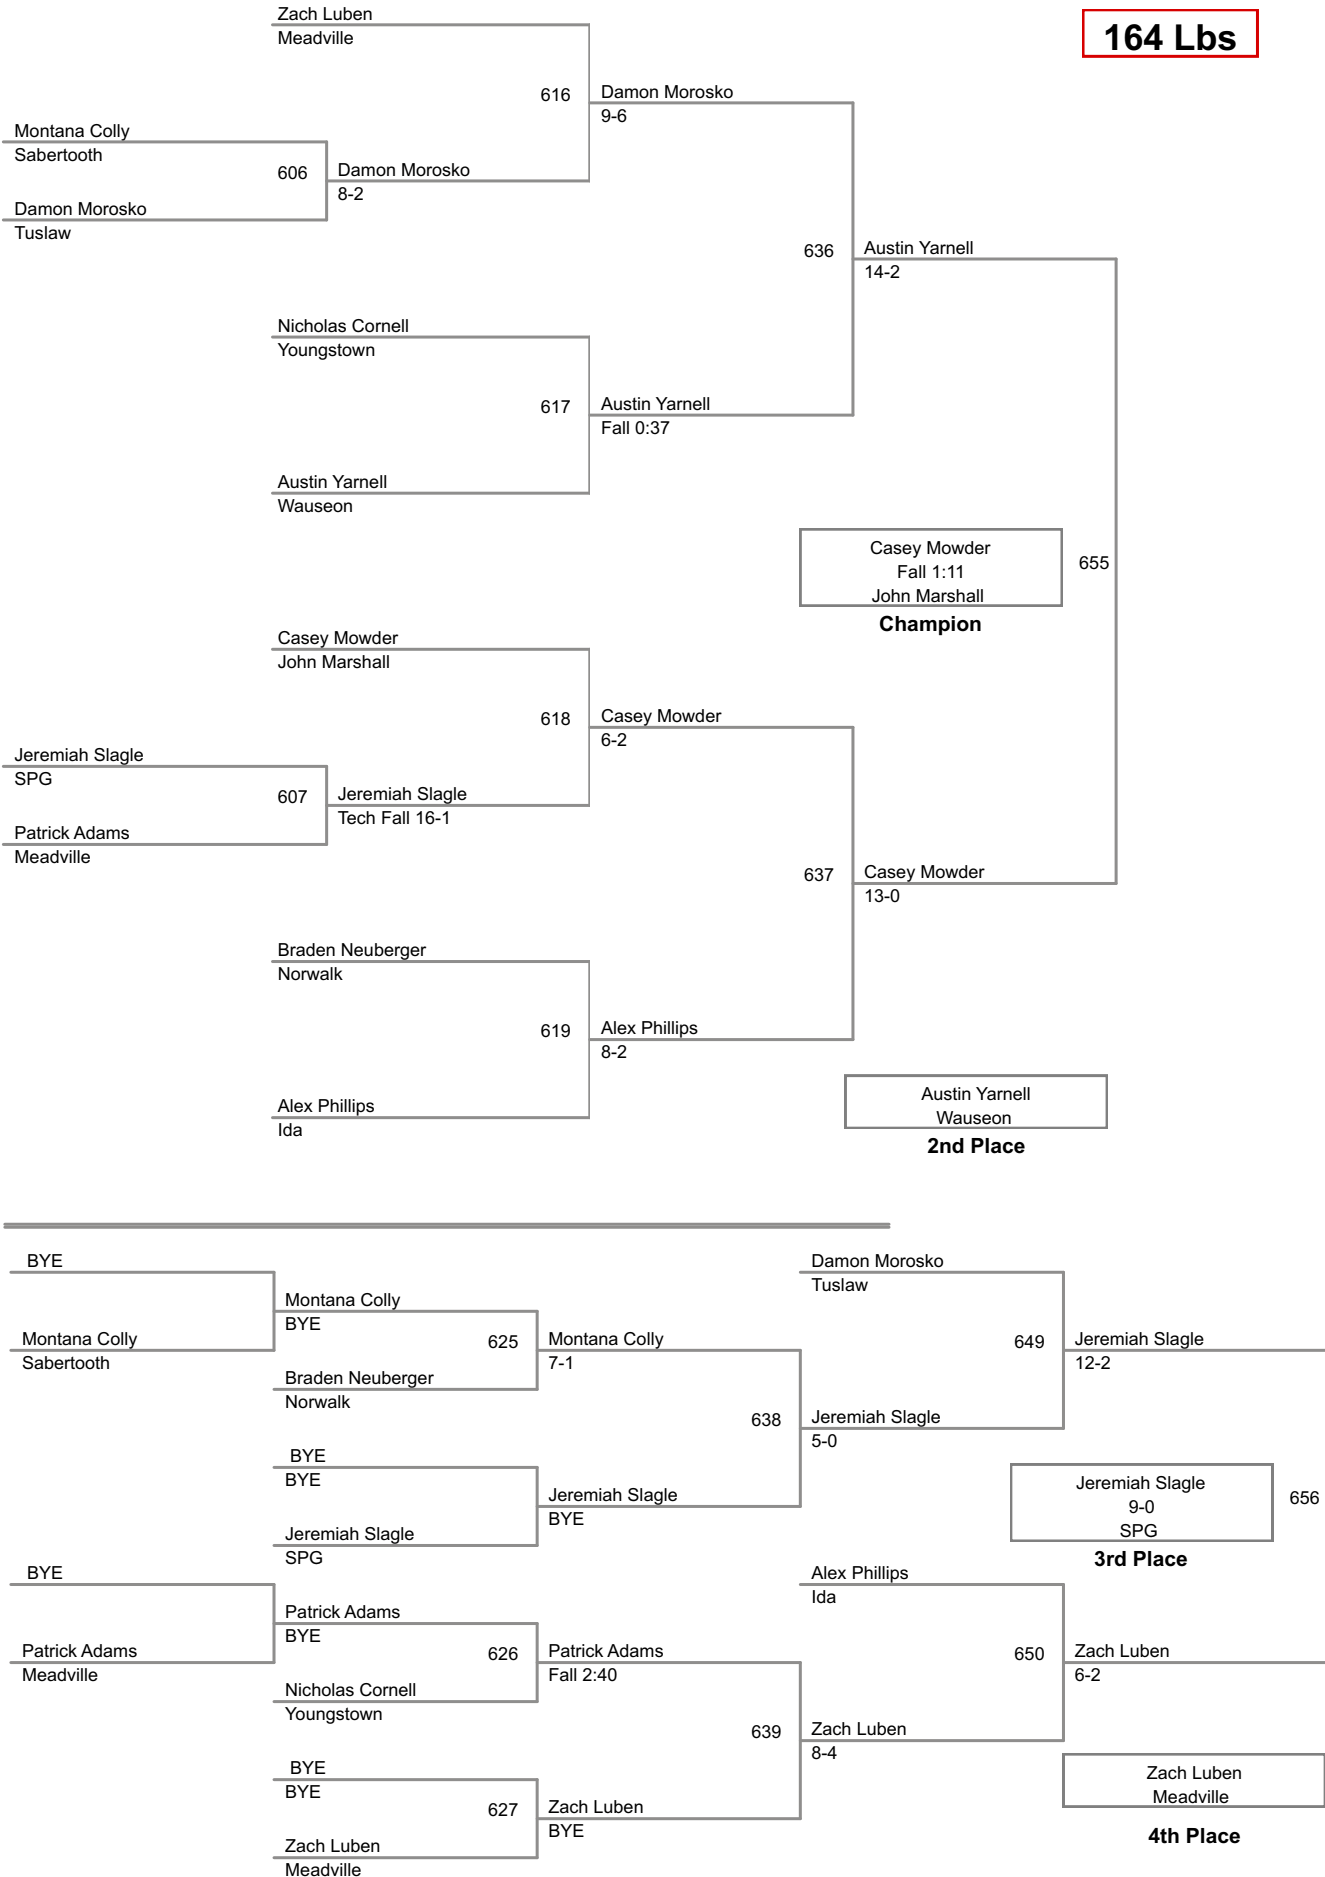 Zach Luben
Meadville
164 Lbs
616
Damon Morosko
9-6
Montana Colly
Sabertooth
606
Damon Morosko
8-2
Damon Morosko
Tuslaw
636
Austin Yarnell
14-2
Nicholas Cornell
Youngstown
617
Austin Yarnell
Fall 0:37
Austin Yarnell
Wauseon
Casey Mowder
Fall 1:11
John Marshall
655
Champion
Casey Mowder
John Marshall
618
Casey Mowder
6-2
Jeremiah Slagle
SPG
607
Jeremiah Slagle
Tech Fall 16-1
Patrick Adams
Meadville
637
Casey Mowder
13-0
Braden Neuberger
Norwalk
619
Alex Phillips
8-2
Alex Phillips
Ida
Austin Yarnell
Wauseon
2nd Place
BYE
Damon Morosko
Tuslaw
Montana Colly
BYE
Montana Colly
Sabertooth
625
Montana Colly
7-1
649
Jeremiah Slagle
12-2
Braden Neuberger
Norwalk
638
Jeremiah Slagle
5-0
BYE
BYE
Jeremiah Slagle
BYE
Jeremiah Slagle
9-0
SPG
656
3rd Place
Jeremiah Slagle
SPG
BYE
Alex Phillips
Ida
Patrick Adams
BYE
Patrick Adams
Meadville
626
Patrick Adams
Fall 2:40
650
Zach Luben
6-2
Nicholas Cornell
Youngstown
639
Zach Luben
8-4
BYE
BYE
Zach Luben
Meadville
4th Place
627
Zach Luben
BYE
Zach Luben
Meadville